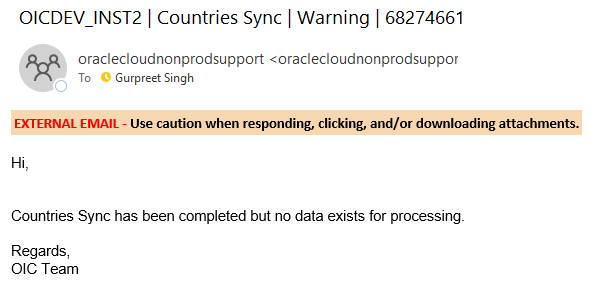 OICDEV_INST2 | Countries Sync | Warning | 68274661
oraclecloudnonprodsupport <oraclecloudnonprodsuppor
To Gurpreet Singh
EXTERNAL EMAIL - Use caution when responding, clicking, and/or downloading attachments.
Hi,
Countries Sync has been completed but no data exists for processing.
Regards,
OIC Team